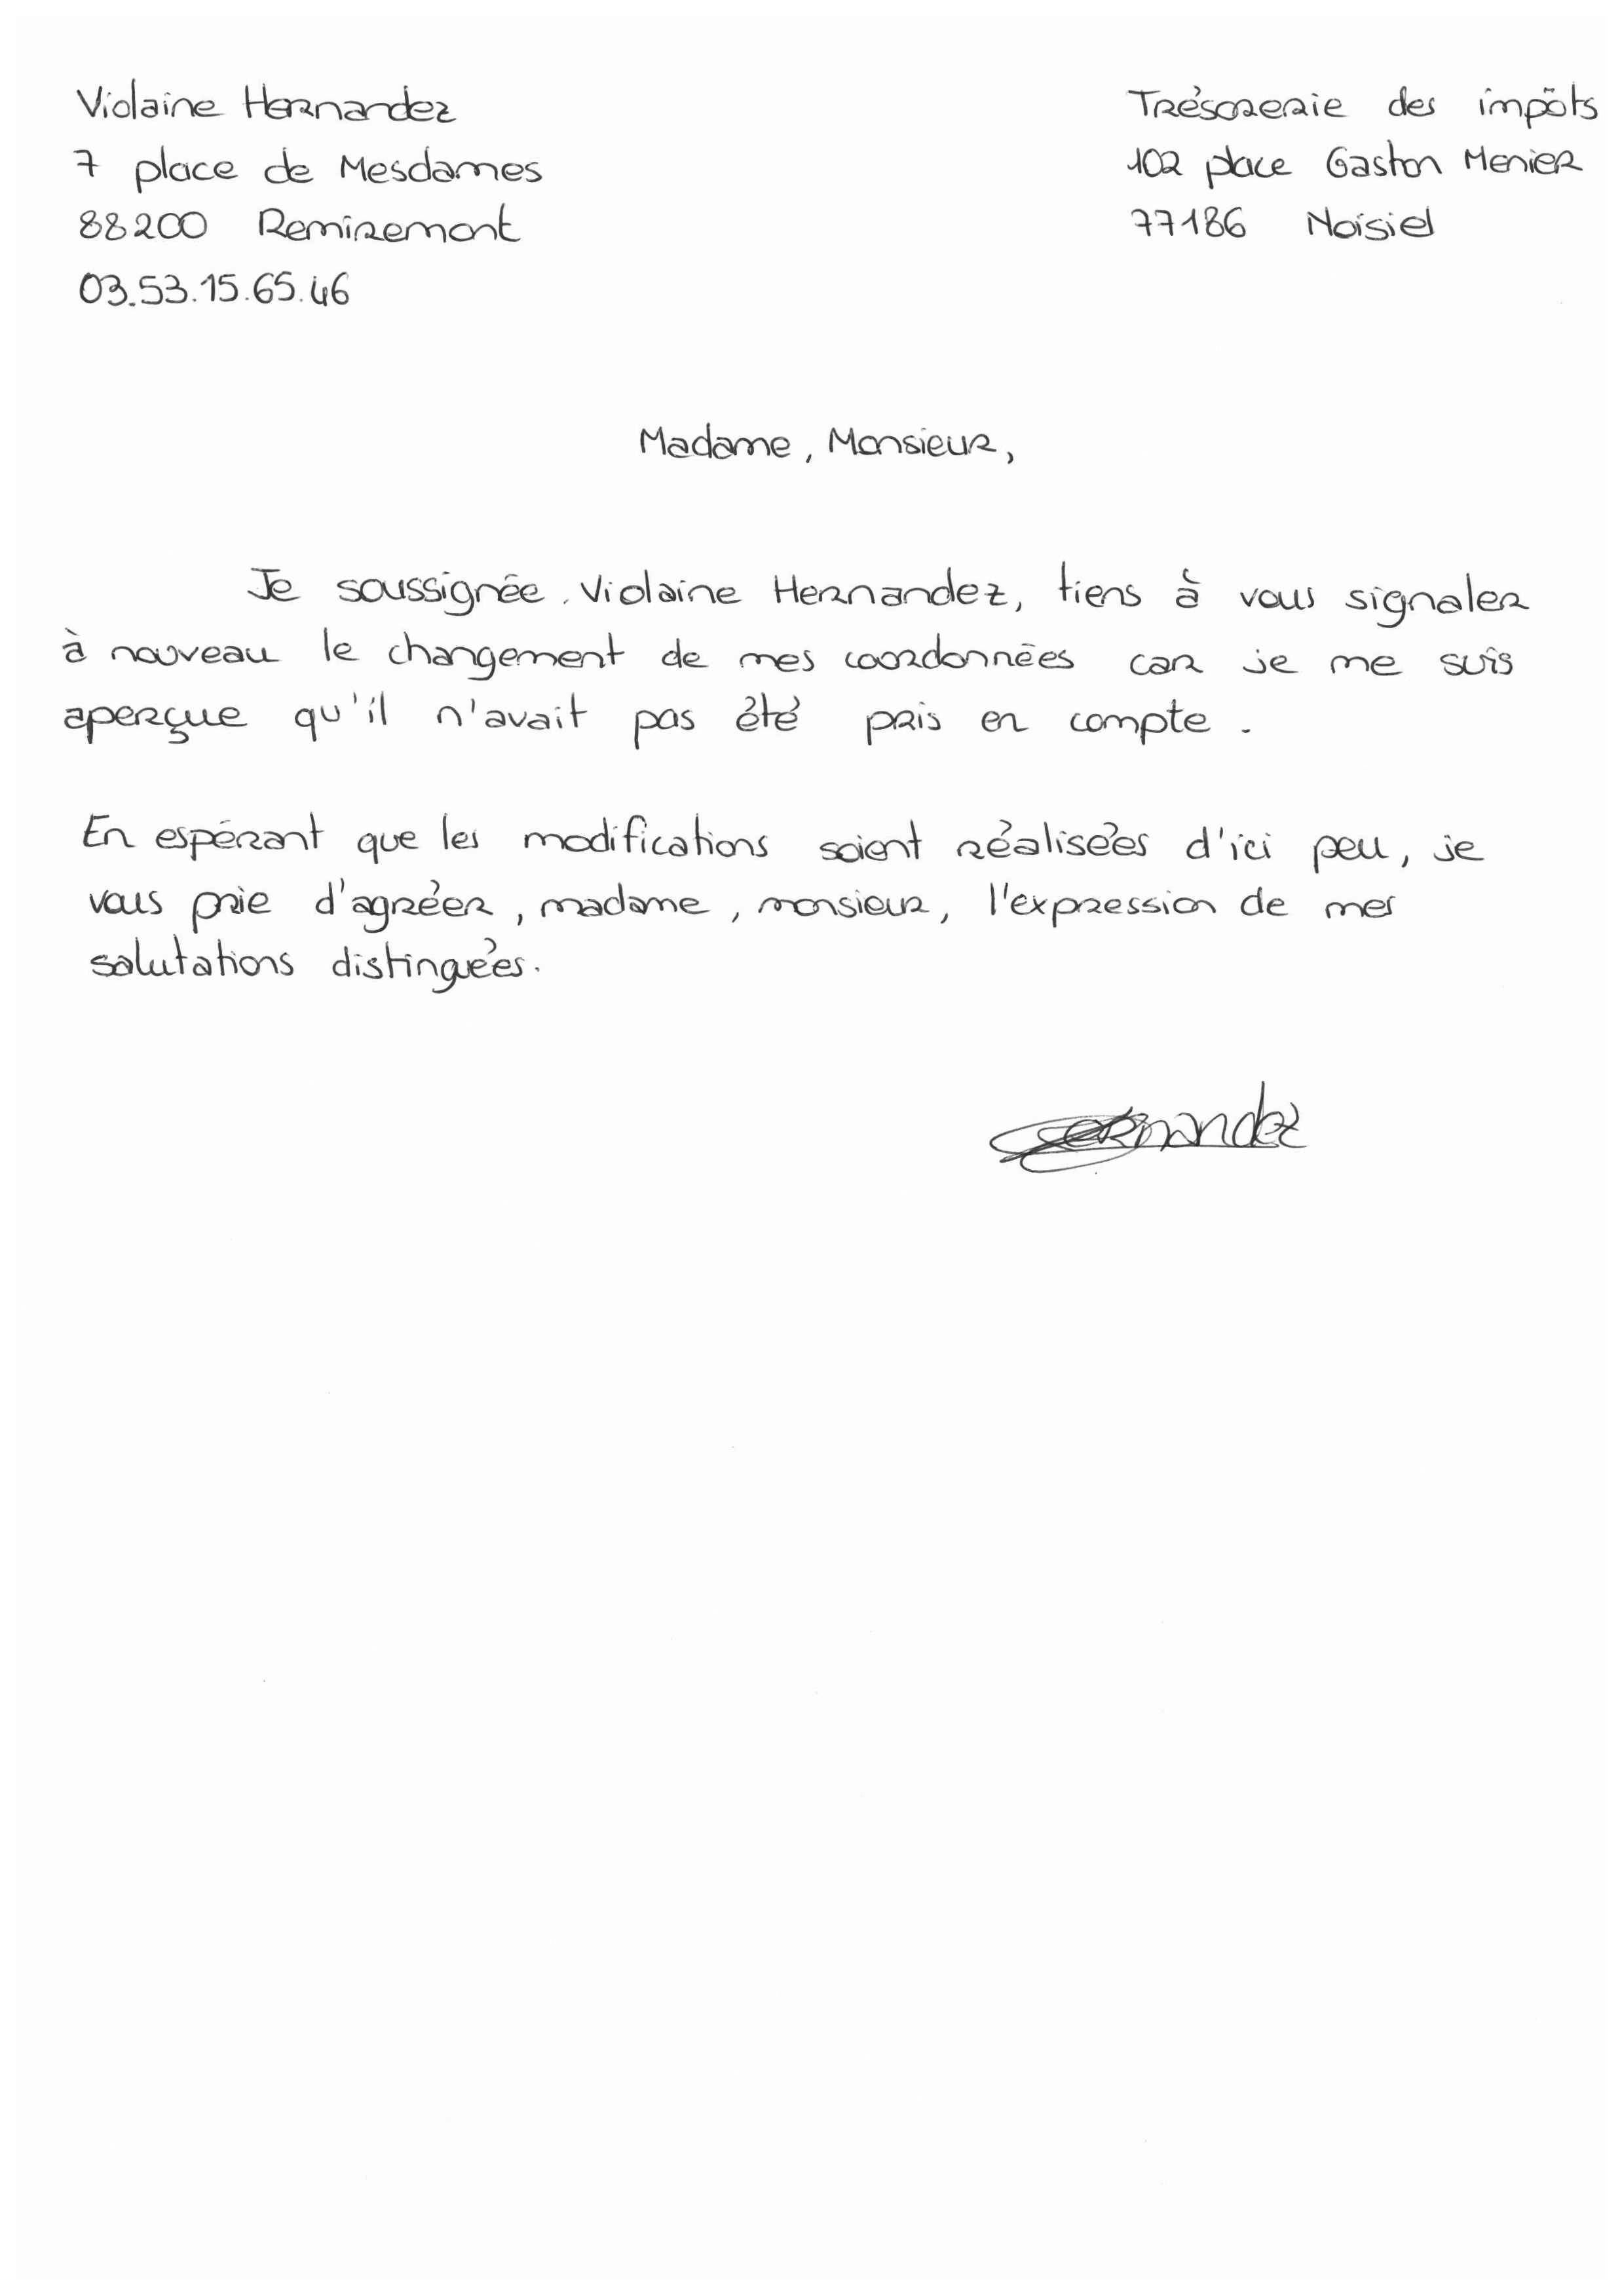 Violaine Hernandez
7 place de Mesdames
88200 Remiremont
03.53.15.65.46
Trésorerie des impôts
102 place Gaston Menier
77186 Noisiel
Madame, Monsieur,
Je soussignée, Violaine Hernandez, tiens à vous signaler
à nouveau le changement de mes coordonnées car je me suis
aperçue qu'il n'avait pas été pris en compte.
En espérant que les modifications soient réalisées d'ici peu, je
vous prie d'agréer, madame, monsieur, l'expression de mes
salutations distinguées.
Hernandez